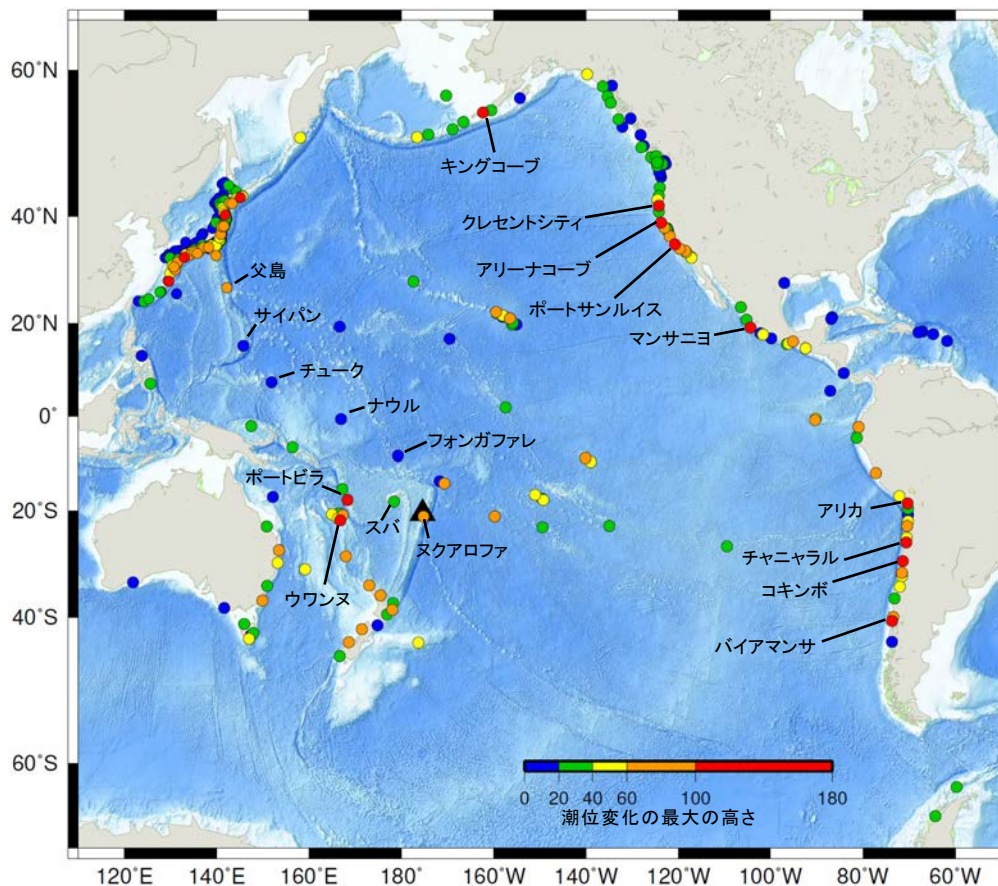 60°N
40°N
20°N
0°
20°S
40°S
60°S
キングコーブ
クレセントシティ
アリーナコーブ
父島
ポートサンルイス
サイパン
マンサニヨ
チューク
ナウル
フォンガファレ
ポートビラ
スバ
アリカ
ヌクアロファ
チャニャラル
ウワンヌ
コキンボ
バイアマンサ
0 20 40 60 100 180
潮位変化の最大の高さ
120°E 140°E 160°E 180° 160°W 140°W 120°W 100°W 80°W 60°W